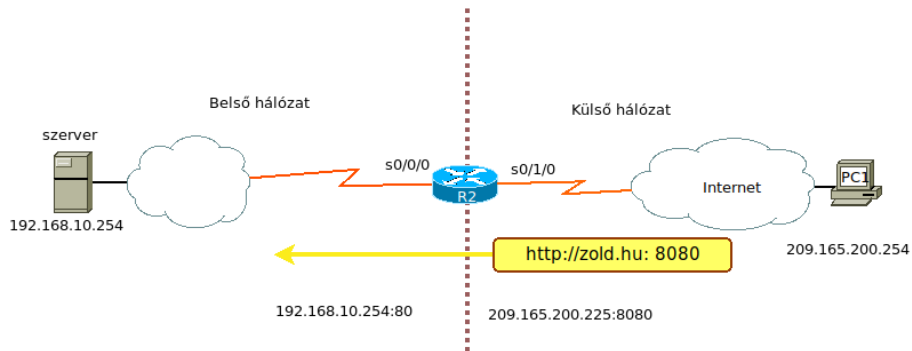 Belső hálózat
Külső hálózat
szerver
s0/0/0
s0/1/0
R2
Internet
PC1
192.168.10.254
209.165.200.254
http://zold.hu: 8080
192.168.10.254:80
209.165.200.225:8080